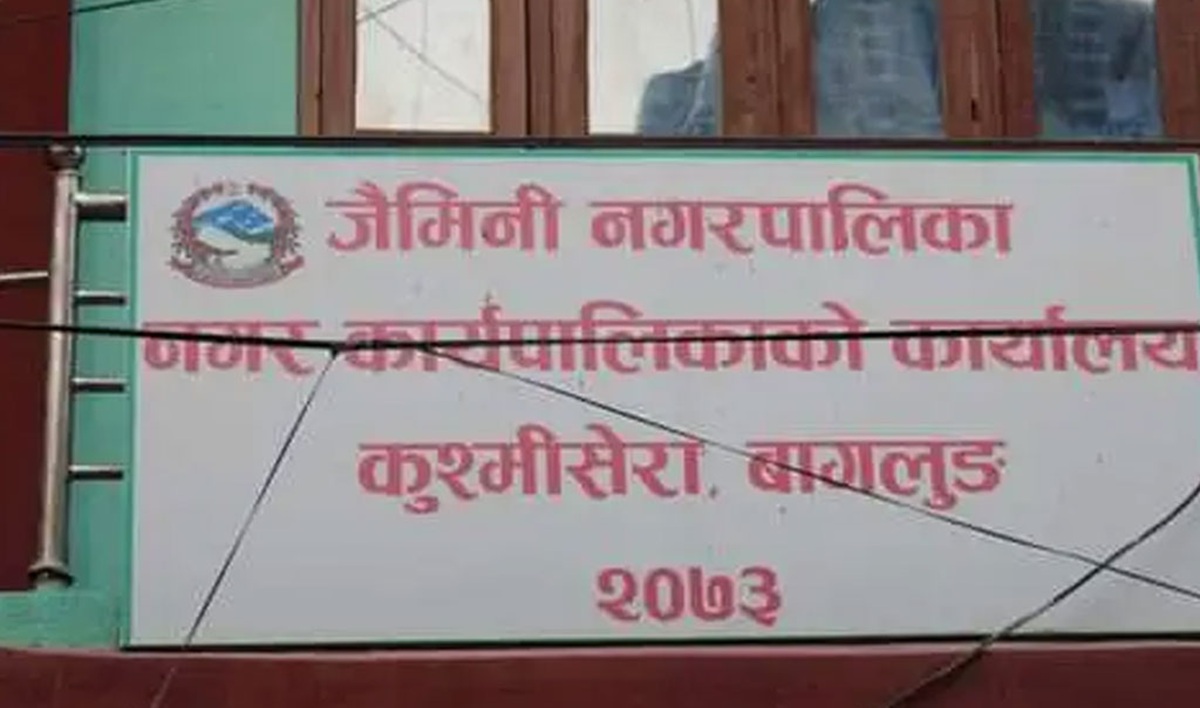 जैमिनी नगरपालिका
नगर कार्यपालिकाको कार्यालय
कुश्मीसेरा, बागलुङ
२०७३